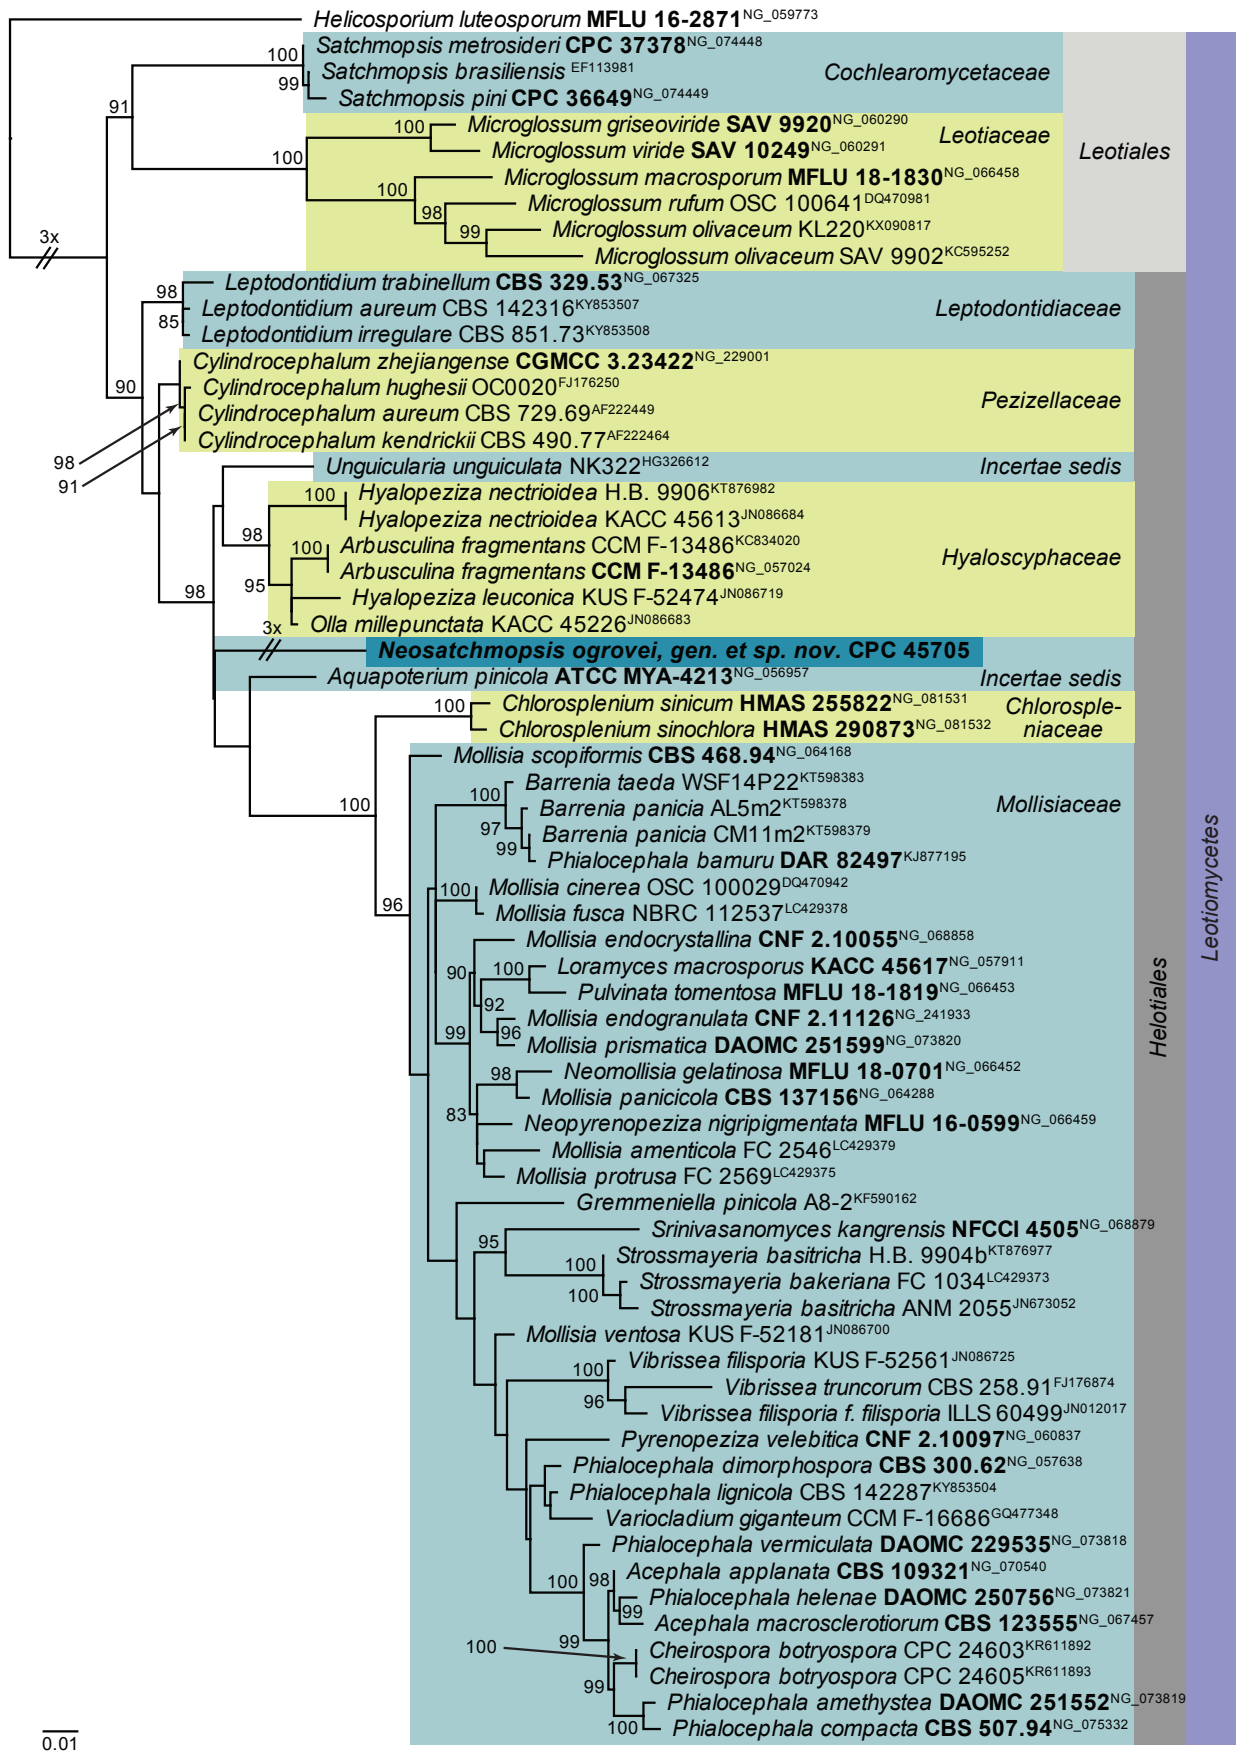 Helicosporium luteosporum MFLU 16-2871 NG_059773
100
Satchmopsis metrosideri CPC 37378 NG_074448
Satchmopsis brasiliensis EF113981
Cochlearomycetaceae
99
Satchmopsis pini CPC 36649 NG_074449
91
100
Microglossum griseoviride SAV 9920 NG_060290
Leotiaceae
Microglossum viride SAV 10249 NG_060291
Leotiales
100
Microglossum macrosporum MFLU 18-1830 NG_066458
100
Microglossum rufum OSC 100641 DQ470981
98
Microglossum olivaceum KL220 KX090817
99
Microglossum olivaceum SAV 9902 KC595252
3x
Leptodontidium trabinellum CBS 329.53 NG_067325
98
Leptodontidium aureum CBS 142316 KY853507
Leptodontidiaceae
85
Leptodontidium irregulare CBS 851.73 KY853508
Cylindrocephalum zhejiangense CGMCC 3.23422 NG_229001
90
Cylindrocephalum hughesii OC0020 FJ176250
Pezizellaceae
Cylindrocephalum aureum CBS 729.69 AF222449
Cylindrocephalum kendrickii CBS 490.77 AF222464
98
91
Unguicularia unguiculata NK322 HG326612
Incertae sedis
100
Hyalopeziza nectrioidea H.B. 9906 KT876982
Hyalopeziza nectrioidea KACC 45613 JN086684
98
100
Arbusculina fragmentans CCM F-13486 KC834020
Hyaloscyphaceae
Arbusculina fragmentans CCM F-13486 NG_057024
95
Hyalopeziza leuconica KUS F-52474 JN086719
98
Olla millepunctata KACC 45226 JN086683
3x
Neosatchmopsis ogrovei, gen. et sp. nov. CPC 45705
Aquapoterium pinicola ATCC MYA-4213 NG_056957
Incertae sedis
100
Chlorosplenium sinicum HMAS 255822 NG_081531
Chlorosple-
niaceae
Chlorosplenium sinochlora HMAS 290873 NG_081532
Mollisia scopiformis CBS 468.94 NG_064168
100
Barrenia taeda WSF14P22 KT598383
100
Barrenia panicia AL5m2 KT598378
Mollisiaceae
97
Barrenia panicia CM11m2 KT598379
99
Phialocephala bamuru DAR 82497 KJ877195
96
100
Mollisia cinerea OSC 100029 DQ470942
Mollisia fusca NBRC 112537 LC429378
Leotiomycetes
Mollisia endocrystallina CNF 2.10055 NG_068858
90
100
Loramyces macrosporus KACC 45617 NG_057911
Pulvinata tomentosa MFLU 18-1819 NG_066453
92
Mollisia endogranulata CNF 2.11126 NG_241933
Helotiales
99
96
Mollisia prismatica DAOMC 251599 NG_073820
98
Neomollisia gelatinosa MFLU 18-0701 NG_066452
Mollisia panicicola CBS 137156 NG_064288
83
Neopyrenopeziza nigripigmentata MFLU 16-0599 NG_066459
Mollisia amenticola FC 2546 LC429379
Mollisia protrusa FC 2569 LC429375
Gremmeniella pinicola A8-2 KF590162
95
Srinivasanomyces kangrensis NFCCI 4505 NG_068879
100
Strossmayeria basitricha H.B. 9904b KT876977
Strossmayeria bakeriana FC 1034 LC429373
100
Strossmayeria basitricha ANM 2055 JN673052
Mollisia ventosa KUS F-52181 JN086700
100
Vibrissea filisporia KUS F-52561 JN086725
Vibrissea truncorum CBS 258.91 FJ176874
96
Vibrissea filisporia f. filisporia ILLS 60499 JN012017
Pyrenopeziza velebitica CNF 2.10097 NG_060837
Phialocephala dimorphospora CBS 300.62 NG_057638
Phialocephala lignicola CBS 142287 KY853504
Variocladium giganteum CCM F-16686 GQ477348
Phialocephala vermiculata DAOMC 229535 NG_073818
100
98
Acephala applanata CBS 109321 NG_070540
Phialocephala helenae DAOMC 250756 NG_073821
99
Acephala macrosclerotiorum CBS 123555 NG_067457
99
100
Cheirospora botryospora CPC 24603 KR611892
Cheirospora botryospora CPC 24605 KR611893
99
Phialocephala amethystea DAOMC 251552 NG_073819
100
Phialocephala compacta CBS 507.94 NG_075332
0.01